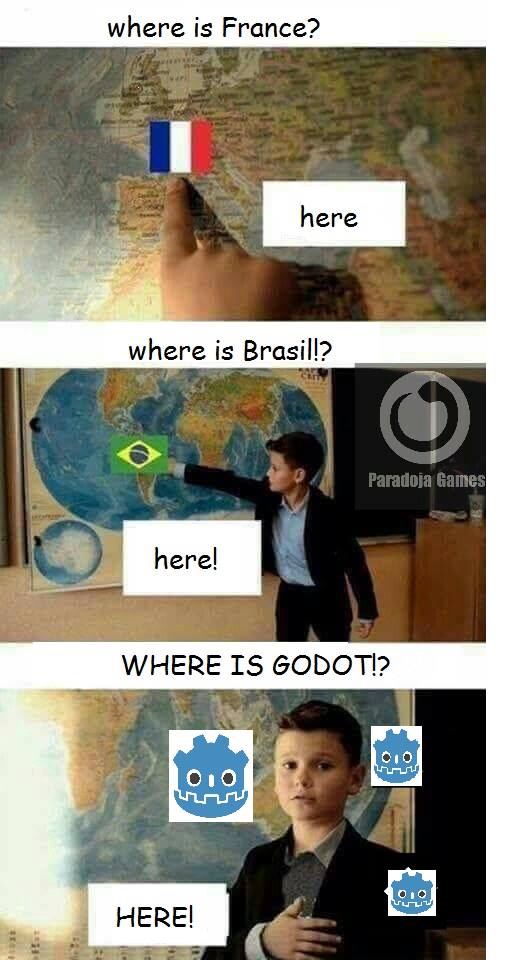 where is France?
here
where is Brasil!?
Paradoja Games
here!
WHERE IS GODOT!?
HERE!